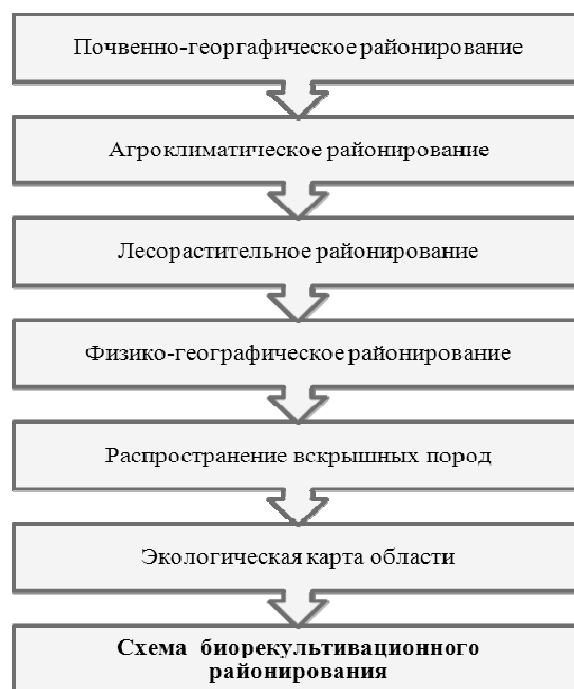 Почвенно-георгафическое районирование
Агроклиматическое районирование
Лесорастительное районирование
Физико-географическое районирование
Распространение вскрышных пород
Экологическая карта области
Схема биорекультивационного
районирования